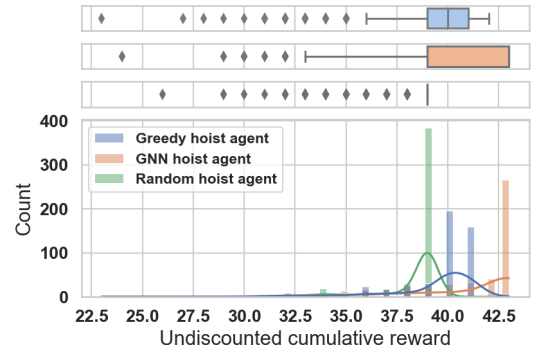 400
300
200
100
0
Count
Greedy hoist agent
GNN hoist agent
Random hoist agent
22.5 25.0 27.5 30.0 32.5 35.0 37.5 40.0 42.5
Undiscounted cumulative reward